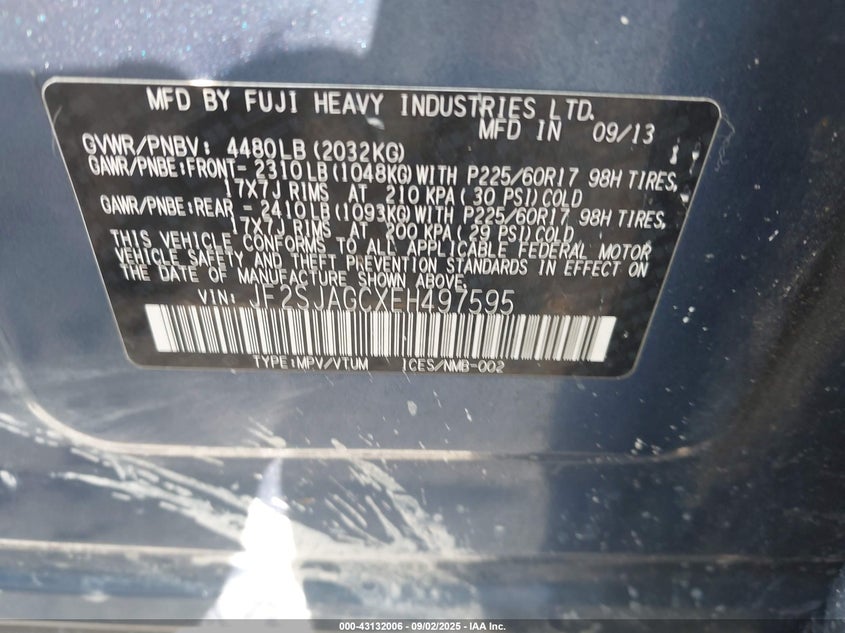 MFD BY FUJI HEAVY INDUSTRIES LTD.
MFD IN 09/13
GVWR/PNBV: 4480LB (2032KG)
GAWR/PNBE:FRONT- 2310LB (1048KG) WITH P225/60R17 98H TIRES,
17X7J RIMS AT 210 KPA (30 PSI) COLD
GAWR/PNBE:REAR - 2410LB (1093KG) WITH P225/60R17 98H TIRES,
17X7J RIMS AT 200 KPA (29 PSI) COLD
THIS VEHICLE CONFORMS TO ALL APPLICABLE FEDERAL MOTOR
VEHICLE SAFETY AND THEFT PREVENTION STANDARDS IN EFFECT ON
THE DATE OF MANUFACTURE SHOWN ABOVE.
VIN: JF2SJAGCXEH497595
TYPE:MPV/VTUM ICES/NMB-002
000-43132006 - 09/02/2025 - IAA Inc.